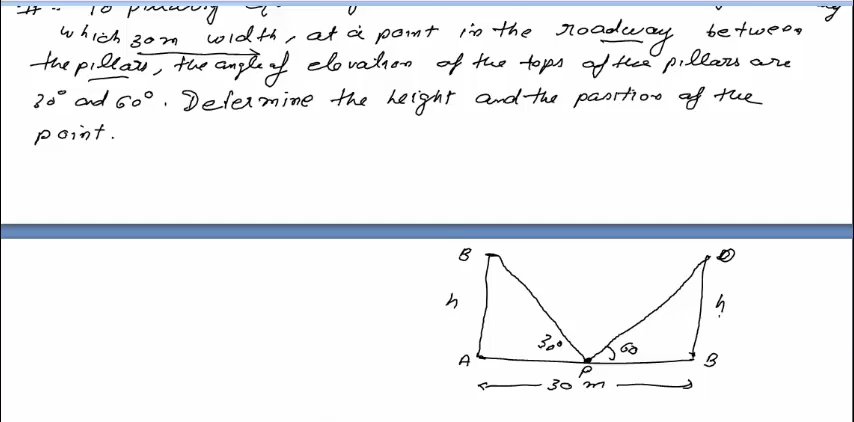 which 30m width, at a point in the roadway between
the pillars, the angle of elevation of the tops of the pillars are
30° and 60°. Determine the height and the position of the
point.
B
D
h
h
30°
60
A
P
B
30 m